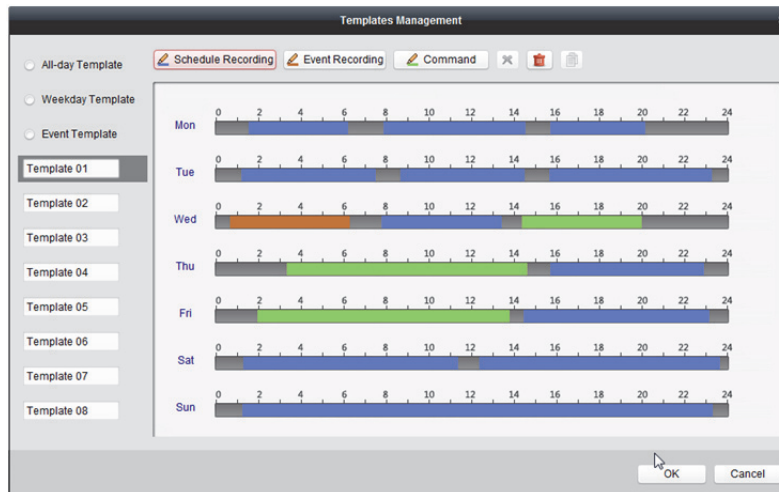 Templates Management
All-day Template
Weekday Template
Event Template
Template 01
Template 02
Template 03
Template 04
Template 05
Template 06
Template 07
Template 08
Schedule Recording Event Recording Command
0 2 4 6 8 10 12 14 16 18 20 22 24
Mon
0 2 4 6 8 10 12 14 16 18 20 22 24
Tue
0 2 4 6 8 10 12 14 16 18 20 22 24
Wed
0 2 4 6 8 10 12 14 16 18 20 22 24
Thu
0 2 4 6 8 10 12 14 16 18 20 22 24
Fri
0 2 4 6 8 10 12 14 16 18 20 22 24
Sat
0 2 4 6 8 10 12 14 16 18 20 22 24
Sun
OK Cancel